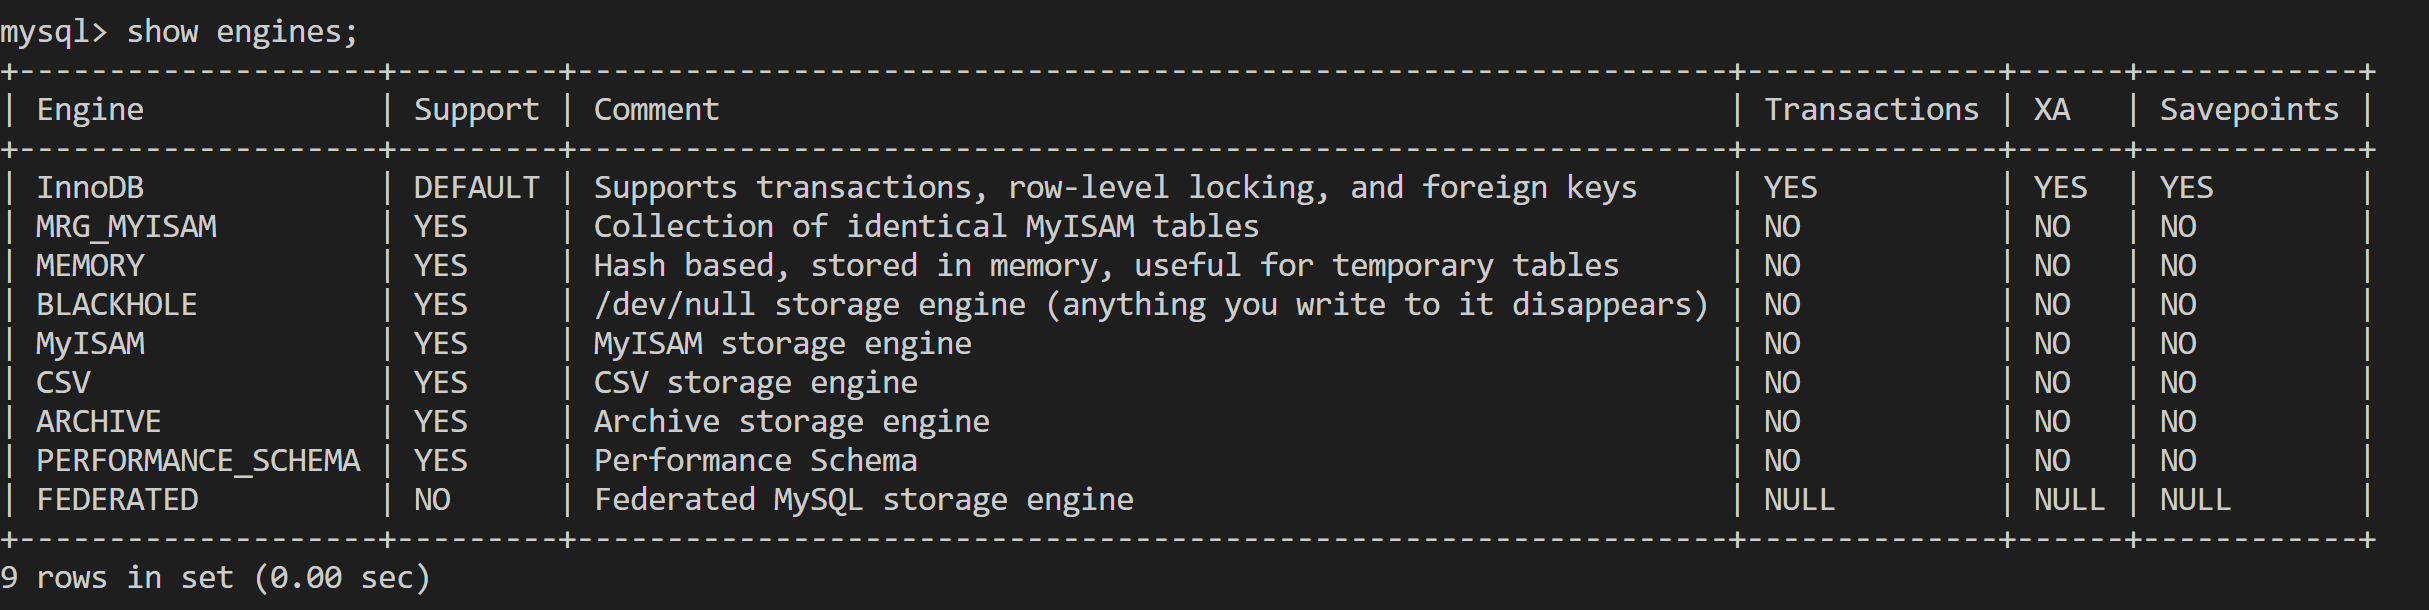 mysql> show engines;
+--------------------+---------+----------------------------------------------------------------+--------------+------+------------+
| Engine             | Support | Comment                                                        | Transactions | XA   | Savepoints |
+--------------------+---------+----------------------------------------------------------------+--------------+------+------------+
| InnoDB             | DEFAULT | Supports transactions, row-level locking, and foreign keys     | YES          | YES  | YES        |
| MRG_MYISAM         | YES     | Collection of identical MyISAM tables                          | NO           | NO   | NO         |
| MEMORY             | YES     | Hash based, stored in memory, useful for temporary tables      | NO           | NO   | NO         |
| BLACKHOLE          | YES     | /dev/null storage engine (anything you write to it disappears) | NO           | NO   | NO         |
| MyISAM             | YES     | MyISAM storage engine                                          | NO           | NO   | NO         |
| CSV                | YES     | CSV storage engine                                             | NO           | NO   | NO         |
| ARCHIVE            | YES     | Archive storage engine                                         | NO           | NO   | NO         |
| PERFORMANCE_SCHEMA | YES     | Performance Schema                                             | NO           | NO   | NO         |
| FEDERATED          | NO      | Federated MySQL storage engine                                 | NULL         | NULL | NULL       |
+--------------------+---------+----------------------------------------------------------------+--------------+------+------------+
9 rows in set (0.00 sec)